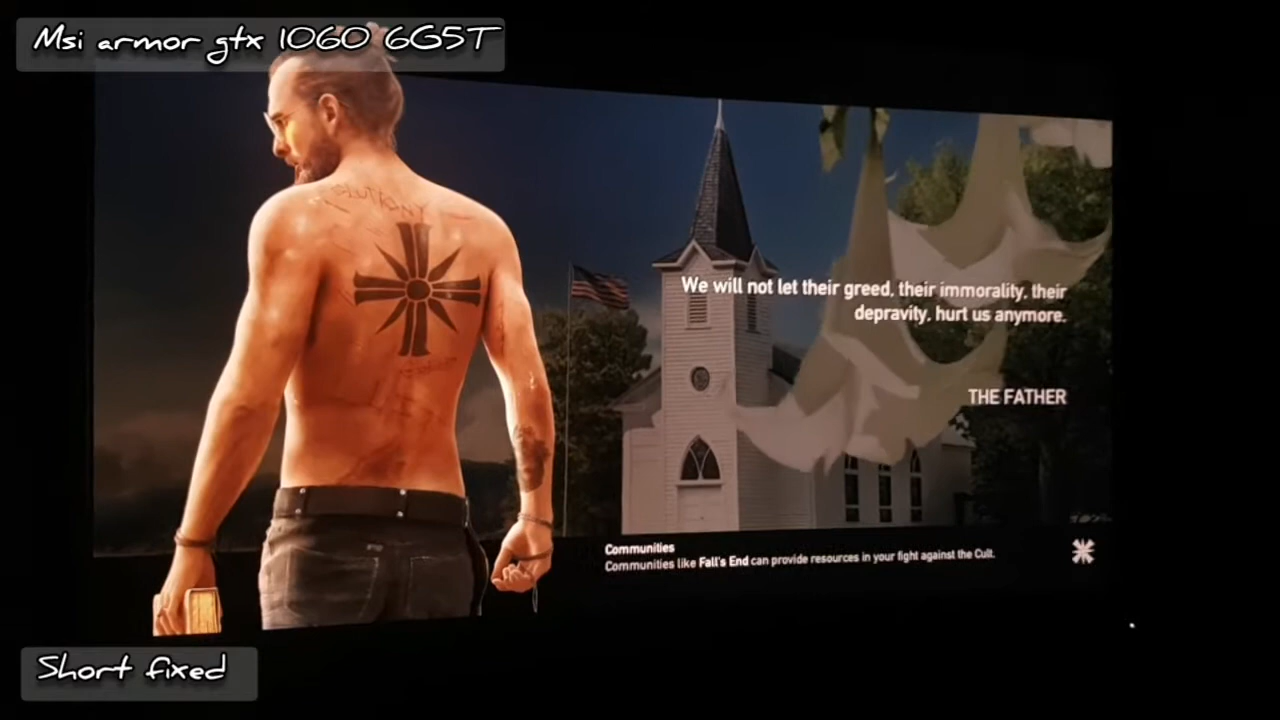 Msi armor gtx 1060 6G5T
We will not let their greed, their immorality, their
depravity, hurt us anymore.
THE FATHER
Communities
Communities like Fall's End can provide resources in your fight against the Cult.
Short fixed